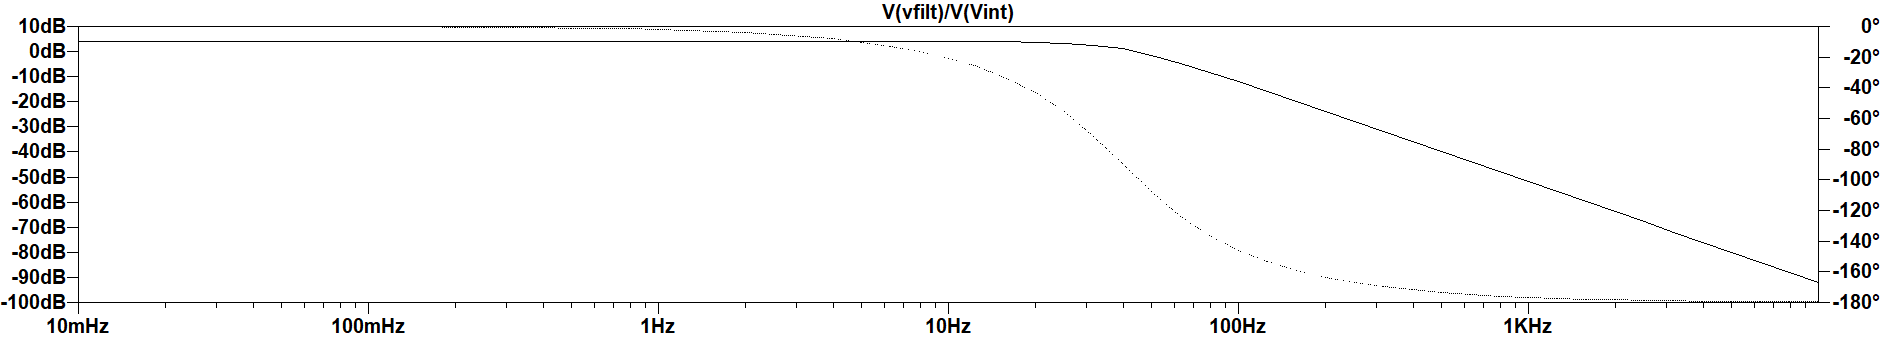 V(vfilt)/V(Vint)
10dB
0dB
-10dB
-20dB
-30dB
-40dB
-50dB
-60dB
-70dB
-80dB
-90dB
-100dB
0°
-20°
-40°
-60°
-80°
-100°
-120°
-140°
-160°
-180°
10mHz 100mHz 1Hz 10Hz 100Hz 1KHz